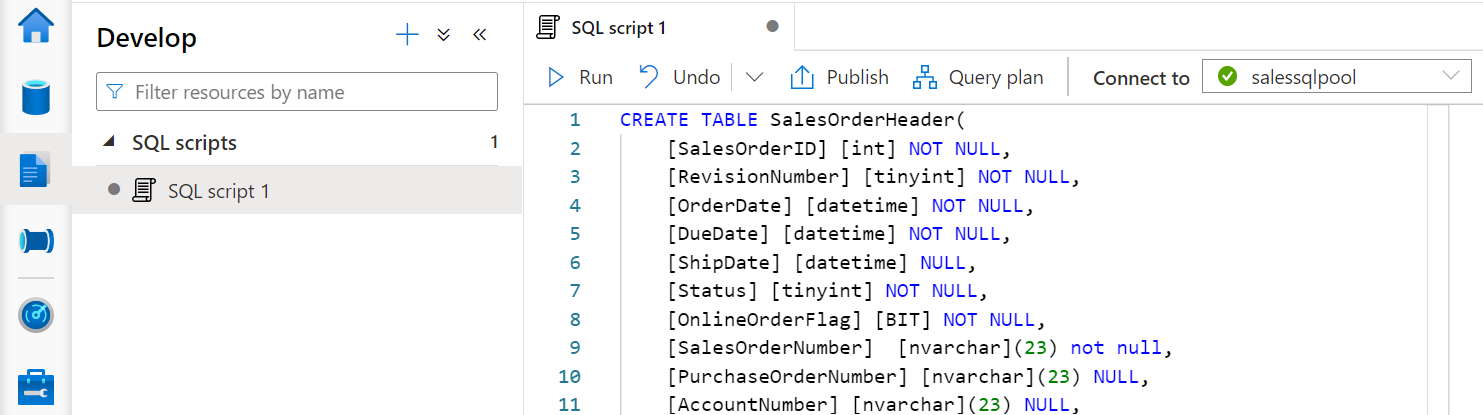 Develop
Filter resources by name
SQL scripts 1
SQL script 1
SQL script 1
Run Undo Publish Query plan Connect to salessqlpool
1 CREATE TABLE SalesOrderHeader(
2 [SalesOrderID] [int] NOT NULL,
3 [RevisionNumber] [tinyint] NOT NULL,
4 [OrderDate] [datetime] NOT NULL,
5 [DueDate] [datetime] NOT NULL,
6 [ShipDate] [datetime] NULL,
7 [Status] [tinyint] NOT NULL,
8 [OnlineOrderFlag] [BIT] NOT NULL,
9 [SalesOrderNumber]  [nvarchar](23) not null,
10 [PurchaseOrderNumber] [nvarchar](23) NULL,
11 [AccountNumber] [nvarchar](23) NULL,